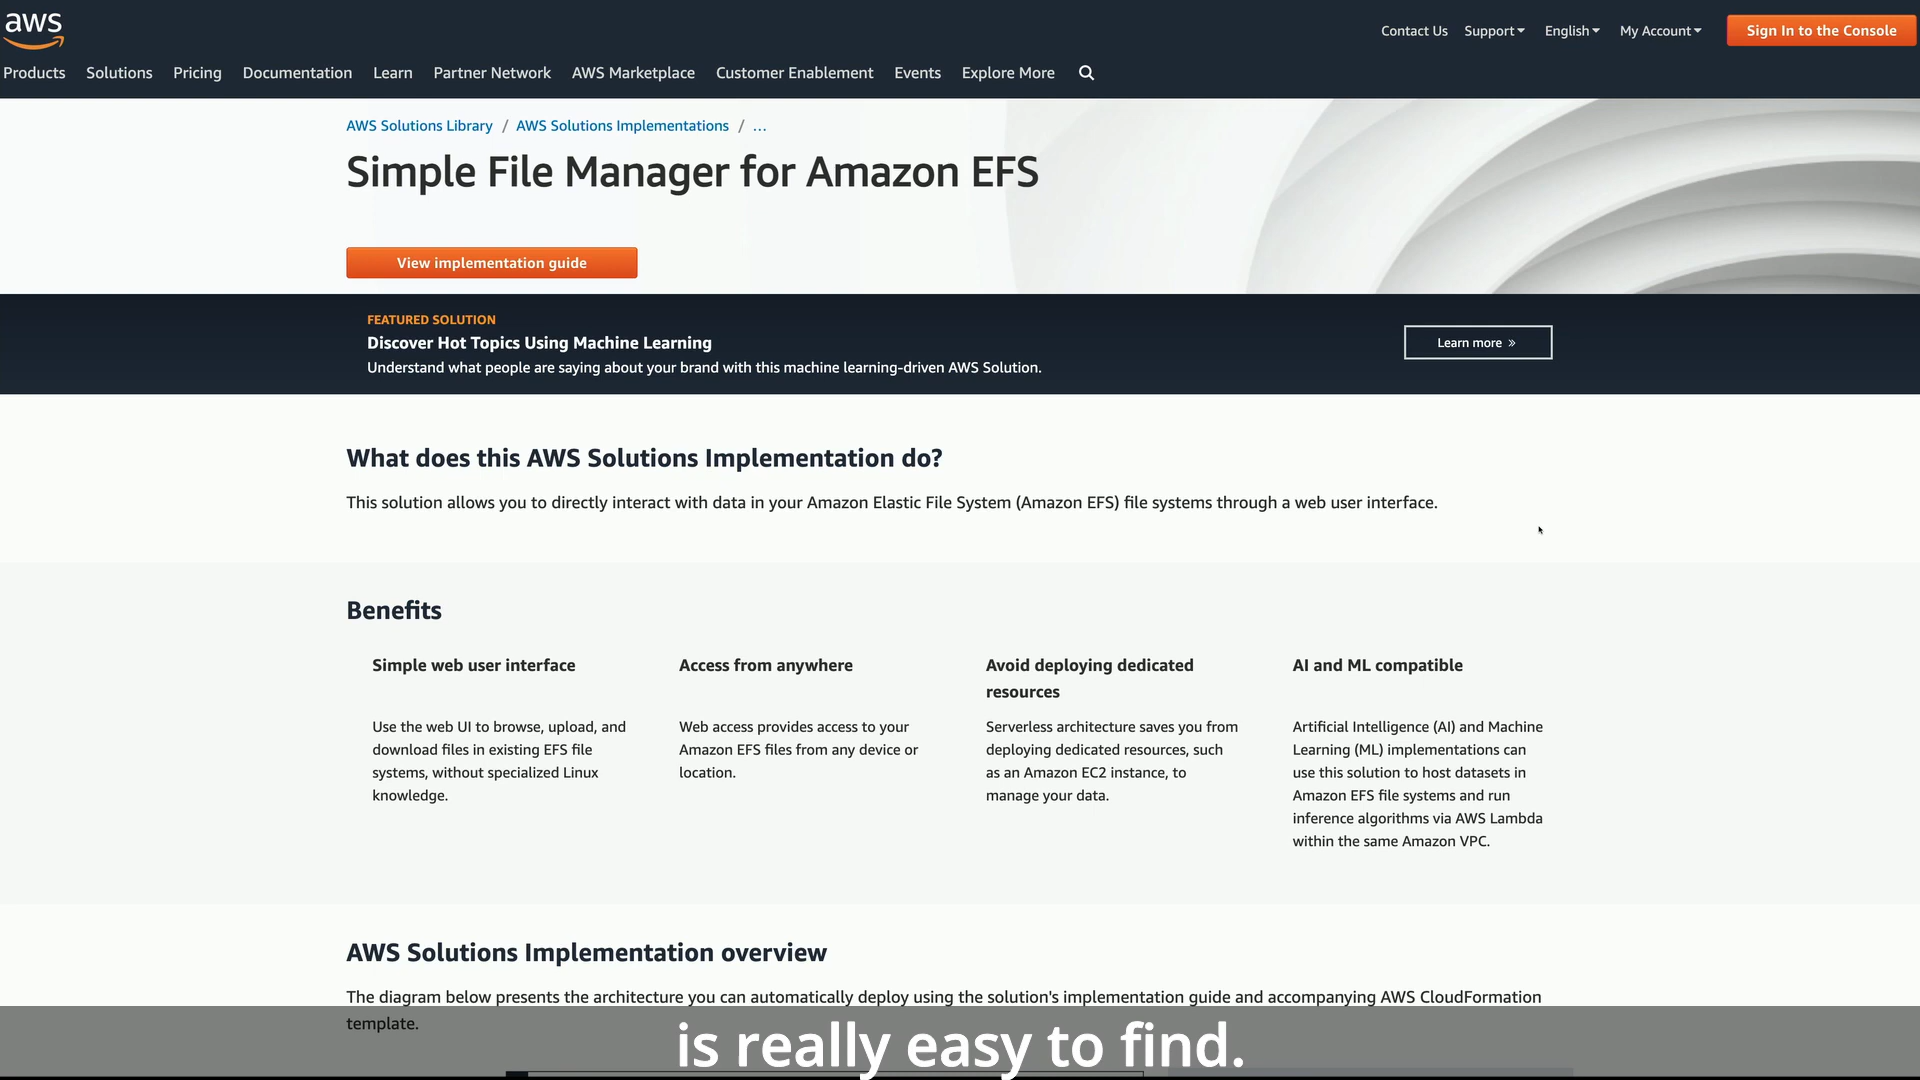 aws
Contact Us Support English My Account Sign In to the Console
Products Solutions Pricing Documentation Learn Partner Network AWS Marketplace Customer Enablement Events Explore More
AWS Solutions Library / AWS Solutions Implementations / ...
Simple File Manager for Amazon EFS
View implementation guide
FEATURED SOLUTION
Discover Hot Topics Using Machine Learning
Understand what people are saying about your brand with this machine learning-driven AWS Solution.
Learn more »
What does this AWS Solutions Implementation do?
This solution allows you to directly interact with data in your Amazon Elastic File System (Amazon EFS) file systems through a web user interface.
Benefits
Simple web user interface
Use the web UI to browse, upload, and
download files in existing EFS file
systems, without specialized Linux
knowledge.
Access from anywhere
Web access provides access to your
Amazon EFS files from any device or
location.
Avoid deploying dedicated
resources
Serverless architecture saves you from
deploying dedicated resources, such
as an Amazon EC2 instance, to
manage your data.
AI and ML compatible
Artificial Intelligence (AI) and Machine
Learning (ML) implementations can
use this solution to host datasets in
Amazon EFS file systems and run
inference algorithms via AWS Lambda
within the same Amazon VPC.
AWS Solutions Implementation overview
The diagram below presents the architecture you can automatically deploy using the solution's implementation guide and accompanying AWS CloudFormation
template.
is really easy to find.